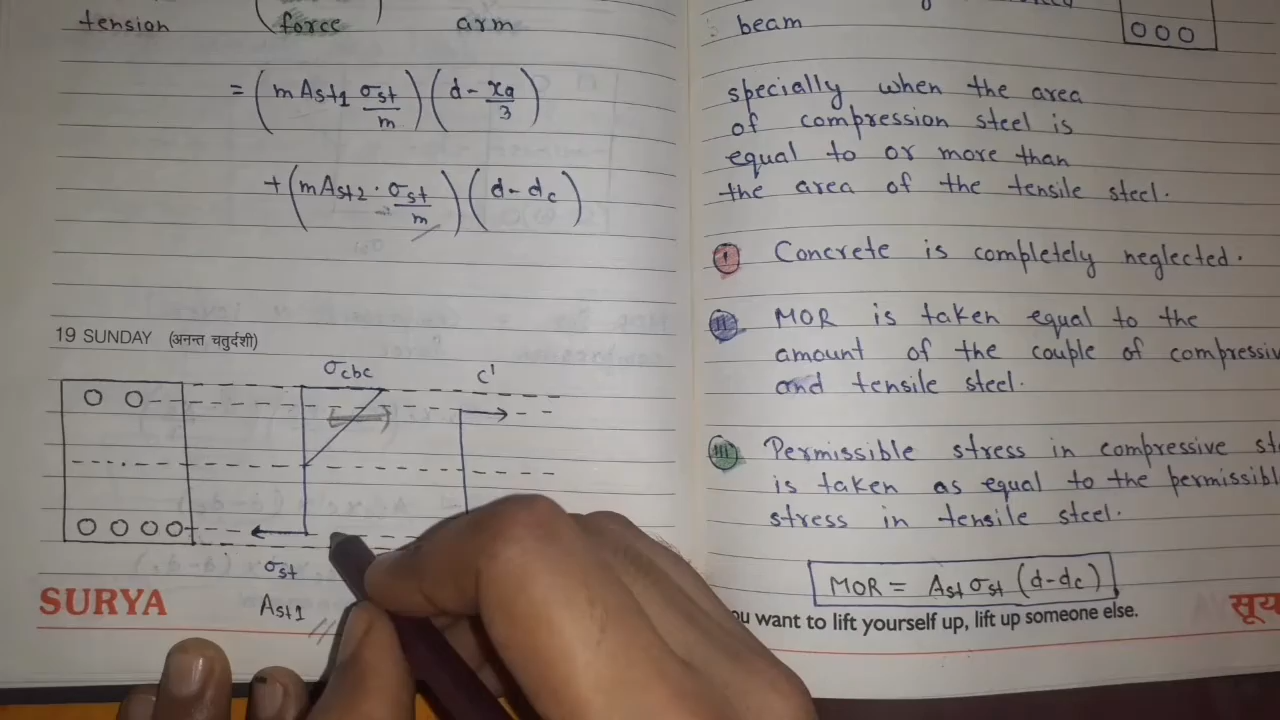 tension force arm
= (m Ast1 σst/m) (d - xa/3)
+ (m Ast2 · σst/m) (d - dc)
19 SUNDAY (अनन्त चतुर्दशी)
σcbc
C'
σst
Ast1
SURYA
beam
specially when the area
of compression steel is
equal to or more than
the area of the tensile steel.
I Concrete is completely neglected.
II MOR is taken equal to the
amount of the couple of compressiv
and tensile steel.
III Permissible stress in compressive st
is taken as equal to the permissibl
stress in tensile steel.
MOR = Ast σst (d-dc)
ou want to lift yourself up, lift up someone else.
सूर्य